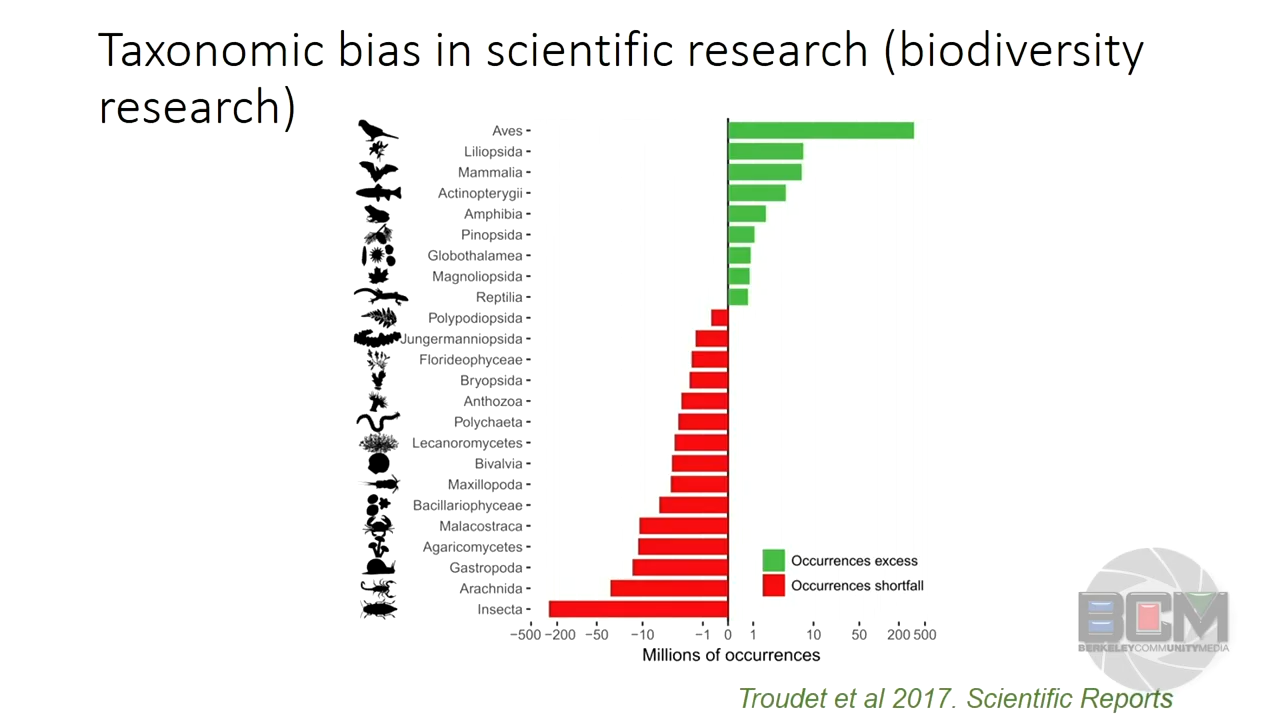 Taxonomic bias in scientific research (biodiversity
research)
Aves
Liliopsida
Mammalia
Actinopterygii
Amphibia
Pinopsida
Globothalamea
Magnoliopsida
Reptilia
Polypodiopsida
Jungermanniopsida
Florideophyceae
Bryopsida
Anthozoa
Polychaeta
Lecanoromycetes
Bivalvia
Maxillopoda
Bacillariophyceae
Malacostraca
Agaricomycetes
Gastropoda
Arachnida
Insecta
Occurrences excess
Occurrences shortfall
−500 −200 −50 −10 −1 0 1 10 50 200 500
Millions of occurrences
BCM
BERKELEYCOMMUNITYMEDIA
Troudet et al 2017. Scientific Reports